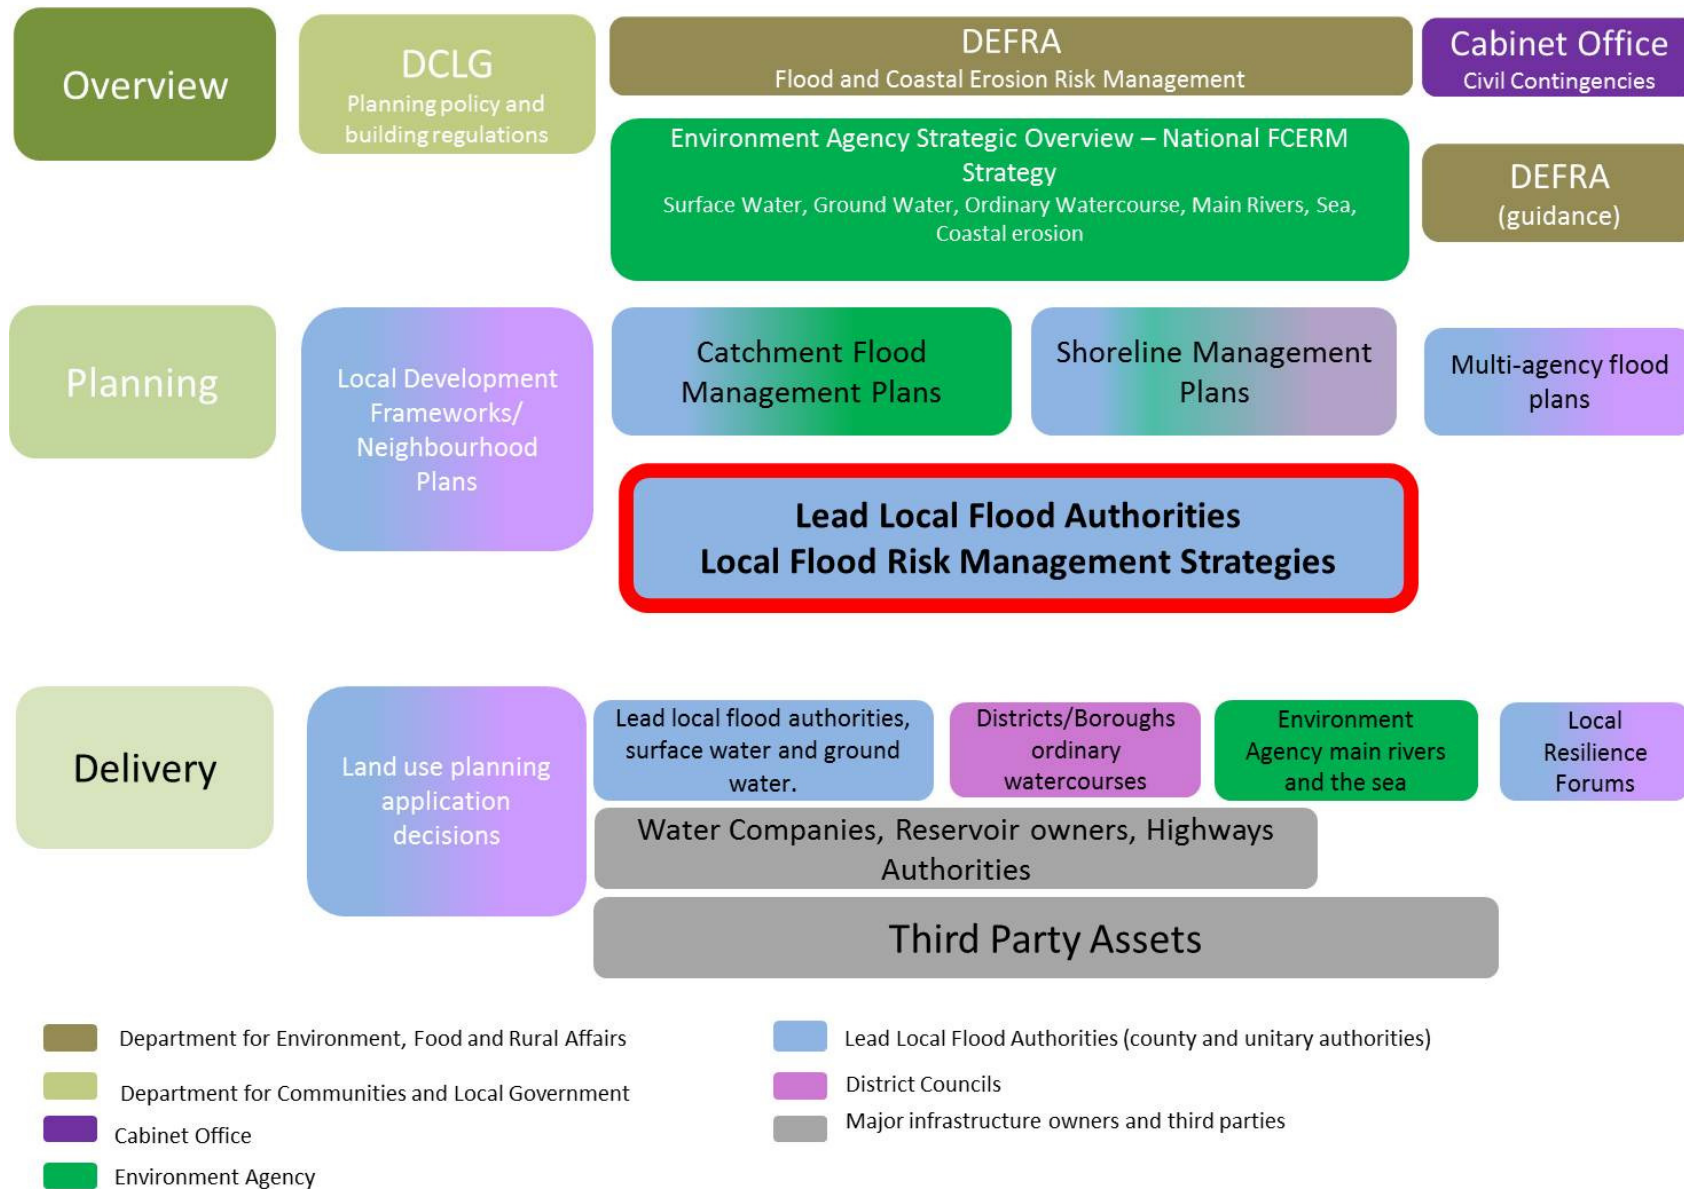 Overview
DCLG
Planning policy and
building regulations
DEFRA
Flood and Coastal Erosion Risk Management
Cabinet Office
Civil Contingencies
Environment Agency Strategic Overview – National FCERM
Strategy
Surface Water, Ground Water, Ordinary Watercourse, Main Rivers, Sea,
Coastal erosion
DEFRA
(guidance)
Planning
Local Development
Frameworks/
Neighbourhood
Plans
Catchment Flood
Management Plans
Shoreline Management
Plans
Multi-agency flood
plans
Lead Local Flood Authorities
Local Flood Risk Management Strategies
Delivery
Land use planning
application
decisions
Lead local flood authorities,
surface water and ground
water.
Districts/Boroughs
ordinary
watercourses
Environment
Agency main rivers
and the sea
Local
Resilience
Forums
Water Companies, Reservoir owners, Highways
Authorities
Third Party Assets
Department for Environment, Food and Rural Affairs
Department for Communities and Local Government
Cabinet Office
Environment Agency
Lead Local Flood Authorities (county and unitary authorities)
District Councils
Major infrastructure owners and third parties